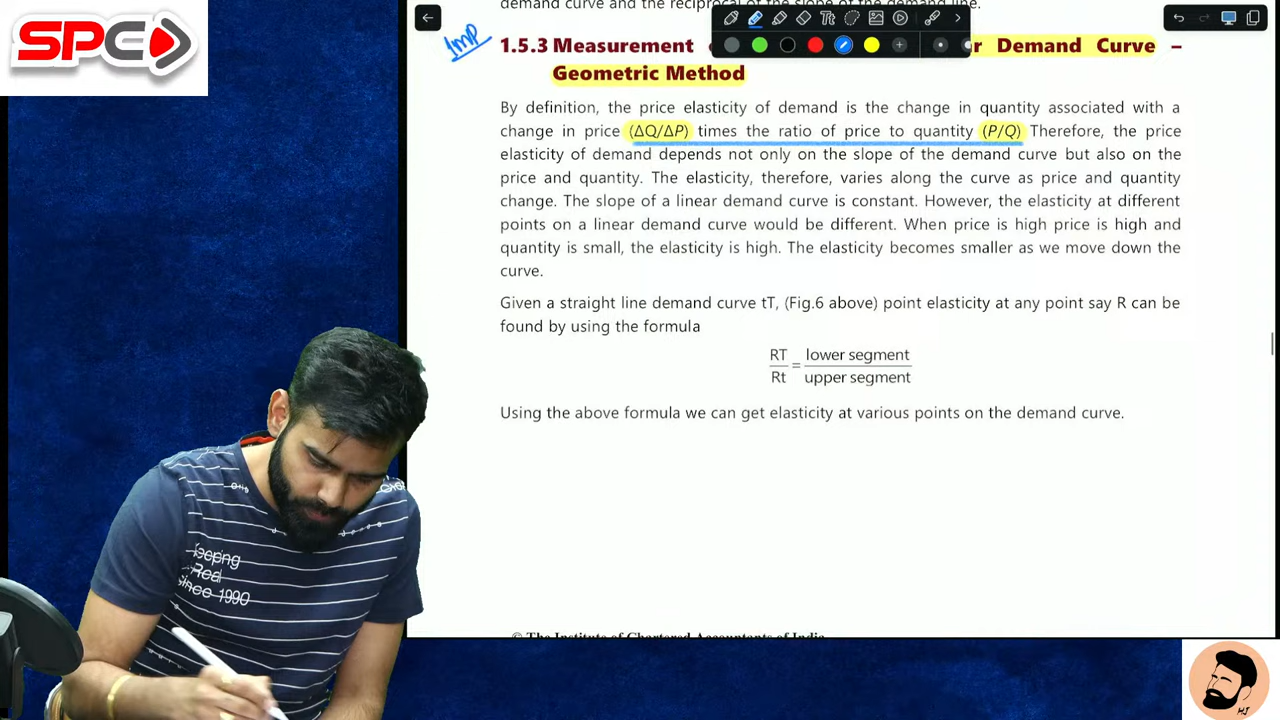 SPC
demand curve and the reciprocal of the slope of the demand line.
Imp
1.5.3 Measurement r Demand Curve –
Geometric Method
By definition, the price elasticity of demand is the change in quantity associated with a
change in price (ΔQ/ΔP) times the ratio of price to quantity (P/Q) Therefore, the price
elasticity of demand depends not only on the slope of the demand curve but also on the
price and quantity. The elasticity, therefore, varies along the curve as price and quantity
change. The slope of a linear demand curve is constant. However, the elasticity at different
points on a linear demand curve would be different. When price is high price is high and
quantity is small, the elasticity is high. The elasticity becomes smaller as we move down the
curve.
Given a straight line demand curve tT, (Fig.6 above) point elasticity at any point say R can be
found by using the formula
RT = lower segment
Rt upper segment
Using the above formula we can get elasticity at various points on the demand curve.
Keeping
Real
since 1990
© The Institute of Chartered Accountants of India
HJ